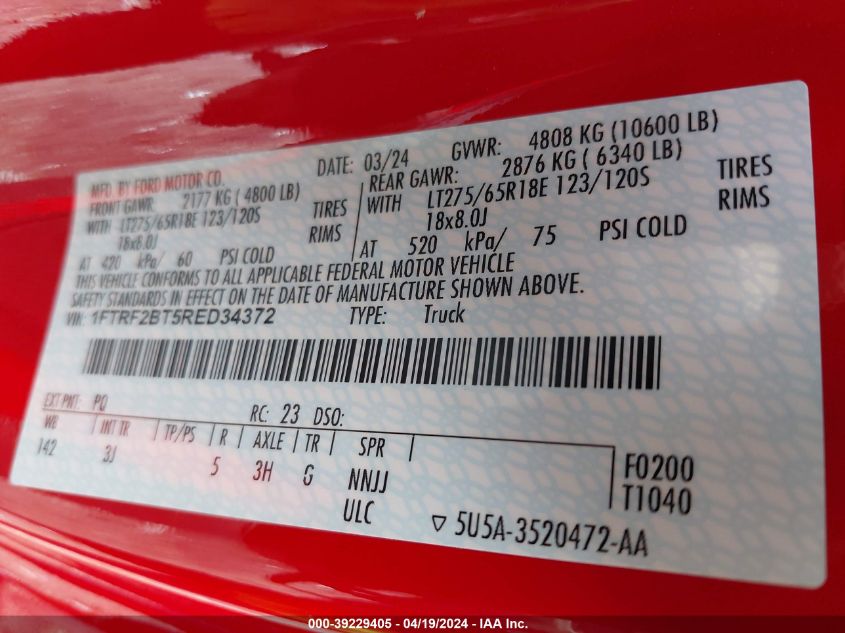 MFD. BY FORD MOTOR CO. DATE: 03/24 GVWR: 4808 KG (10600 LB)
FRONT GAWR: 2177 KG ( 4800 LB) REAR GAWR: 2876 KG ( 6340 LB)
WITH LT275/65R18E 123/120S TIRES WITH LT275/65R18E 123/120S TIRES
18x8.0J RIMS 18x8.0J RIMS
AT 420 kPa/ 60 PSI COLD AT 520 kPa/ 75 PSI COLD
THIS VEHICLE CONFORMS TO ALL APPLICABLE FEDERAL MOTOR VEHICLE
SAFETY STANDARDS IN EFFECT ON THE DATE OF MANUFACTURE SHOWN ABOVE.
VIN: 1FTRF2BT5RED34372 TYPE: Truck
EXT PNT: PQ RC: 23 DSO:
WB INT TR TP/PS R AXLE TR SPR
142 3J 5 3H G NNJJ
ULC
F0200
T1040
▽ 5U5A-3520472-AA
000-39229405 - 04/19/2024 - IAA Inc.